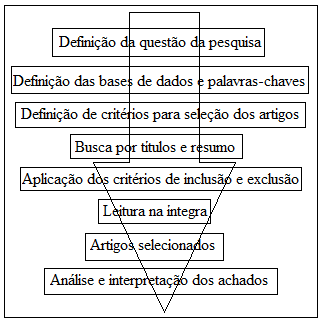 Definição da questão da pesquisa
Definição das bases de dados e palavras-chaves
Definição de critérios para seleção dos artigos
Busca por títulos e resumo
Aplicação dos critérios de inclusão e exclusão
Leitura na integra
Artigos selecionados
Análise e interpretação dos achados